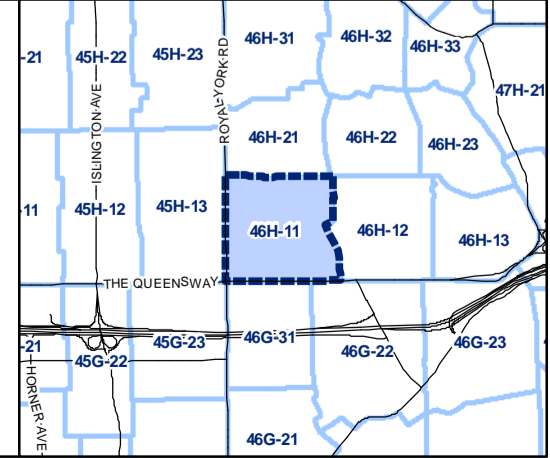 46H-31
46H-32
46H-33
-21
45H-22
45H-23
47H-21
ROYAL-YORK-RD
ISLINGTON-AVE
46H-21
46H-22
46H-23
-11
45H-12
45H-13
46H-11
46H-12
46H-13
THE QUEENSWAY
-21
45G-22
45G-23
46G-31
46G-22
46G-23
HORNER-AVE-
46G-21